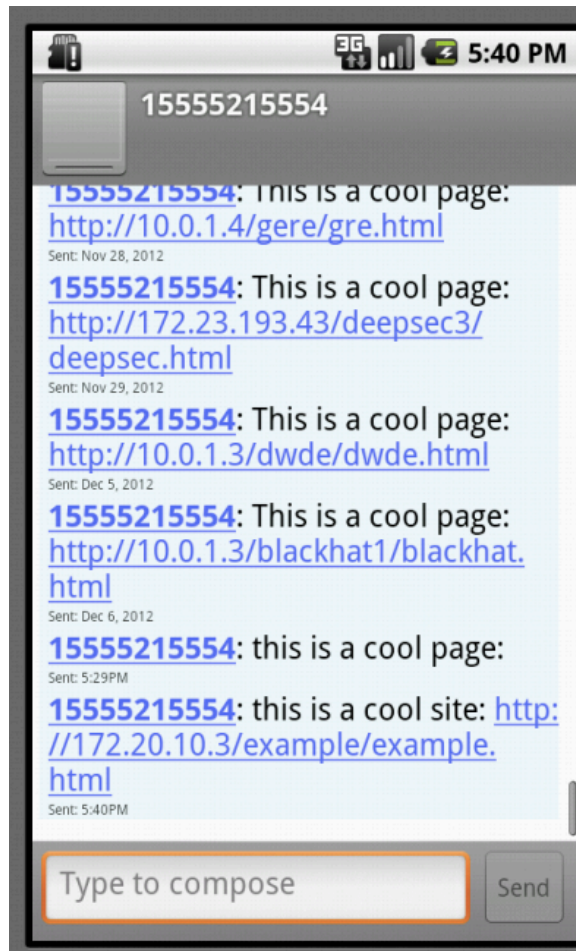 3G
5:40 PM
15555215554
15555215554: This is a cool page:
http://10.0.1.4/gere/gre.html
Sent: Nov 28, 2012
15555215554: This is a cool page:
http://172.23.193.43/deepsec3/
deepsec.html
Sent: Nov 29, 2012
15555215554: This is a cool page:
http://10.0.1.3/dwde/dwde.html
Sent: Dec 5, 2012
15555215554: This is a cool page:
http://10.0.1.3/blackhat1/blackhat.
html
Sent: Dec 6, 2012
15555215554: this is a cool page:
Sent: 5:29PM
15555215554: this is a cool site: http:
//172.20.10.3/example/example.
html
Sent: 5:40PM
Type to compose
Send